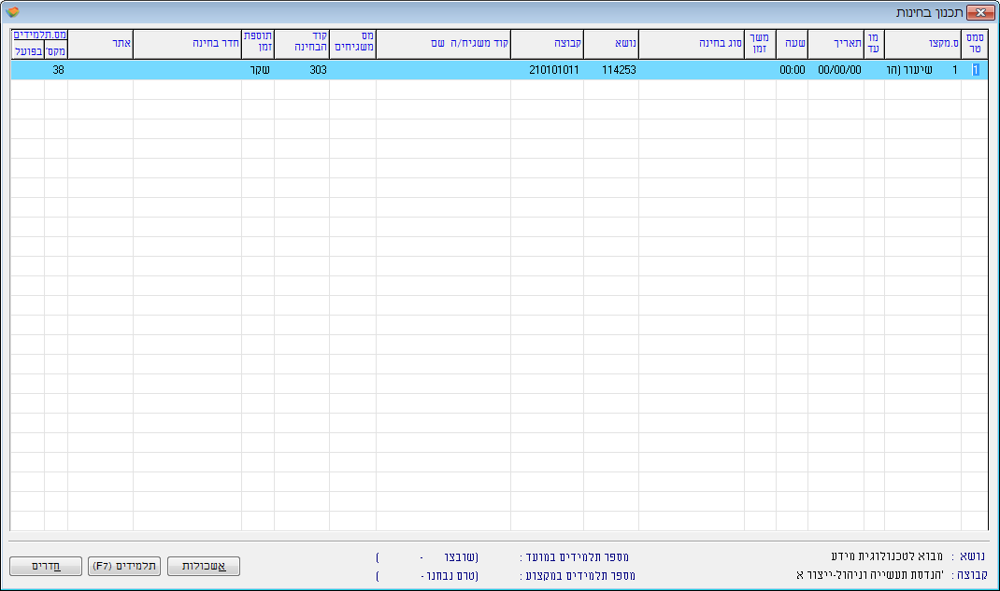 תכנון בחינות
סמס
טר
ס.מקצו
מו
עד
תאריך
שעה
משך
זמן
סוג בחינה
נושא
קבוצה
קוד משגיח/ה שם
מס
משגיחים
קוד
הבחינה
תוספת
זמן
חדר בחינה
אתר
מס.תלמידים
מקס' בפועל
1 1 שיעור (הו 00/00/00 00:00 114253 210101011 303 שקר 38
נושא : מבוא לטכנולוגית מידע מספר תלמידים במועד : (שובצו - )
קבוצה : 'הנדסת תעשייה וניהול-ייצור א מספר תלמידים במקצוע : (טרם נבחנו - )
אשכולות תלמידים (F7) חדרים